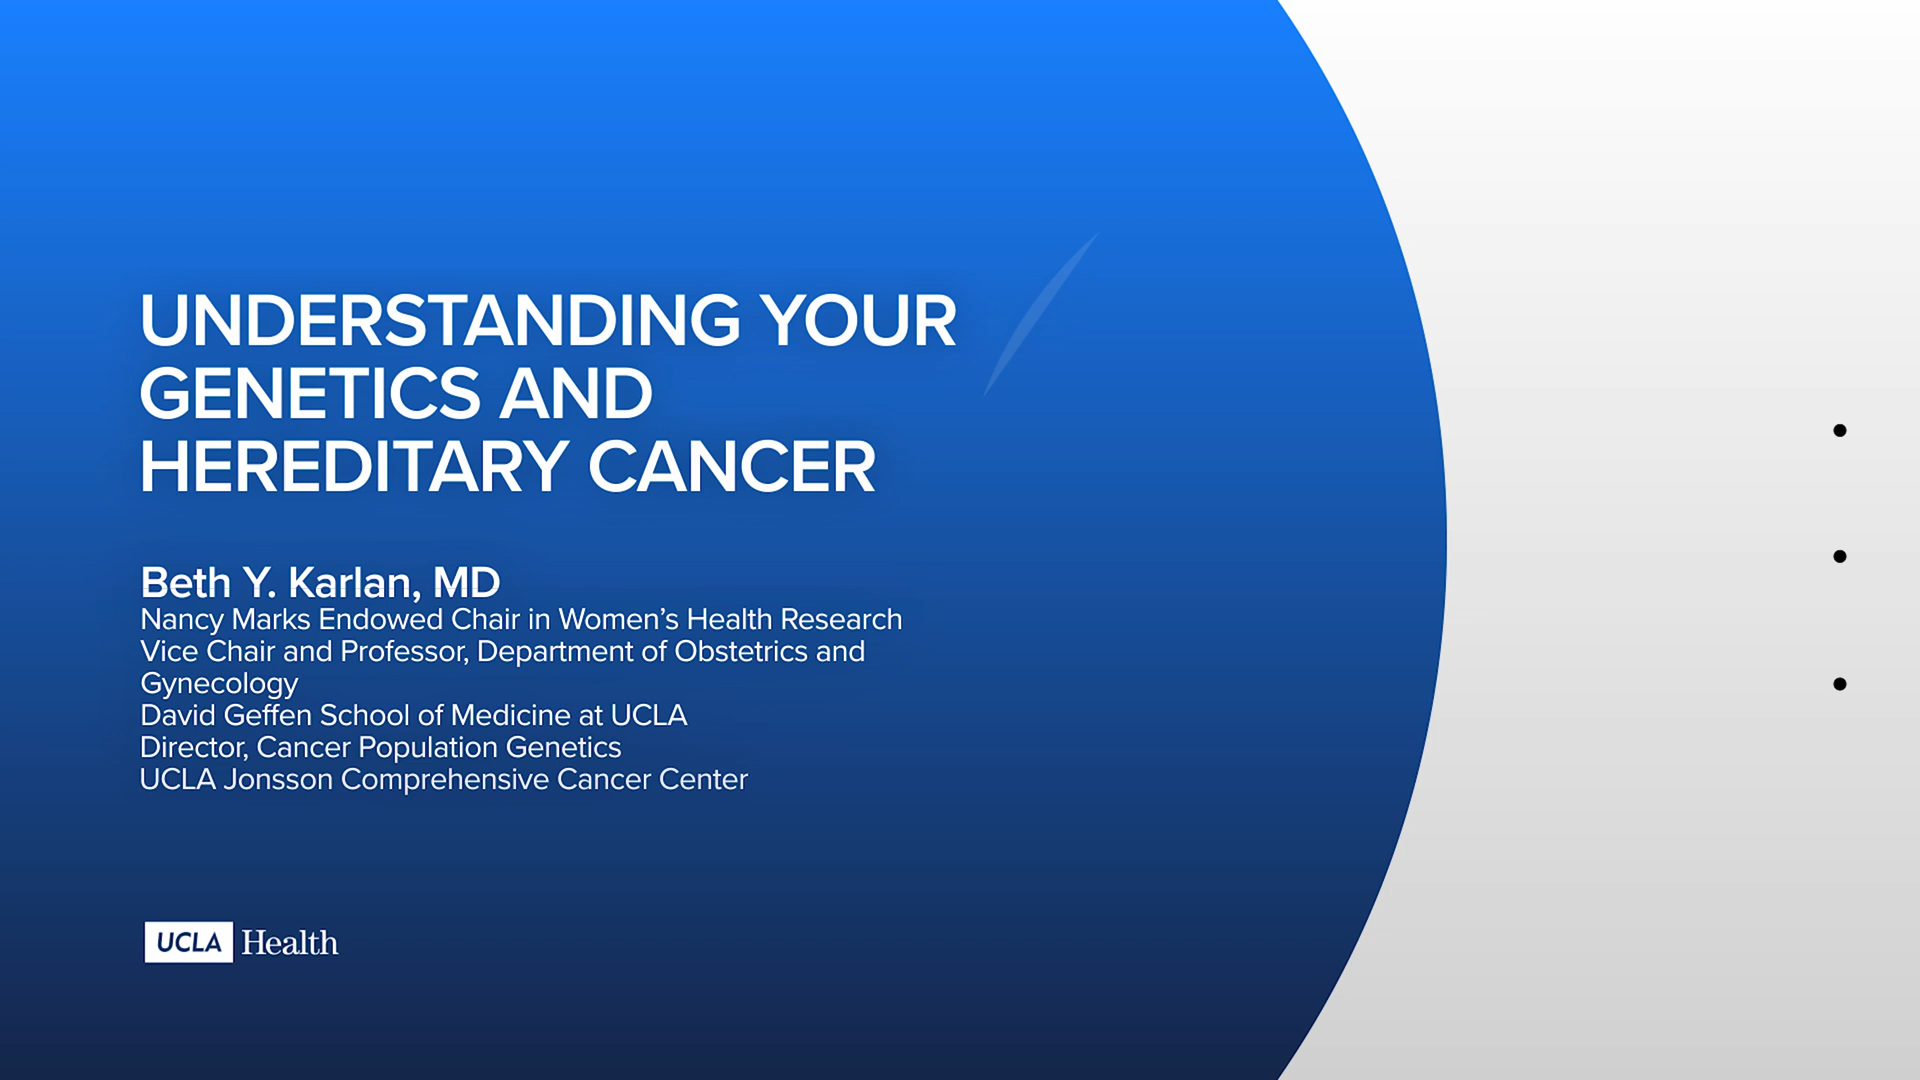 UNDERSTANDING YOUR
GENETICS AND
HEREDITARY CANCER
Beth Y. Karlan, MD
Nancy Marks Endowed Chair in Women’s Health Research
Vice Chair and Professor, Department of Obstetrics and
Gynecology
David Geffen School of Medicine at UCLA
Director, Cancer Population Genetics
UCLA Jonsson Comprehensive Cancer Center
UCLA Health